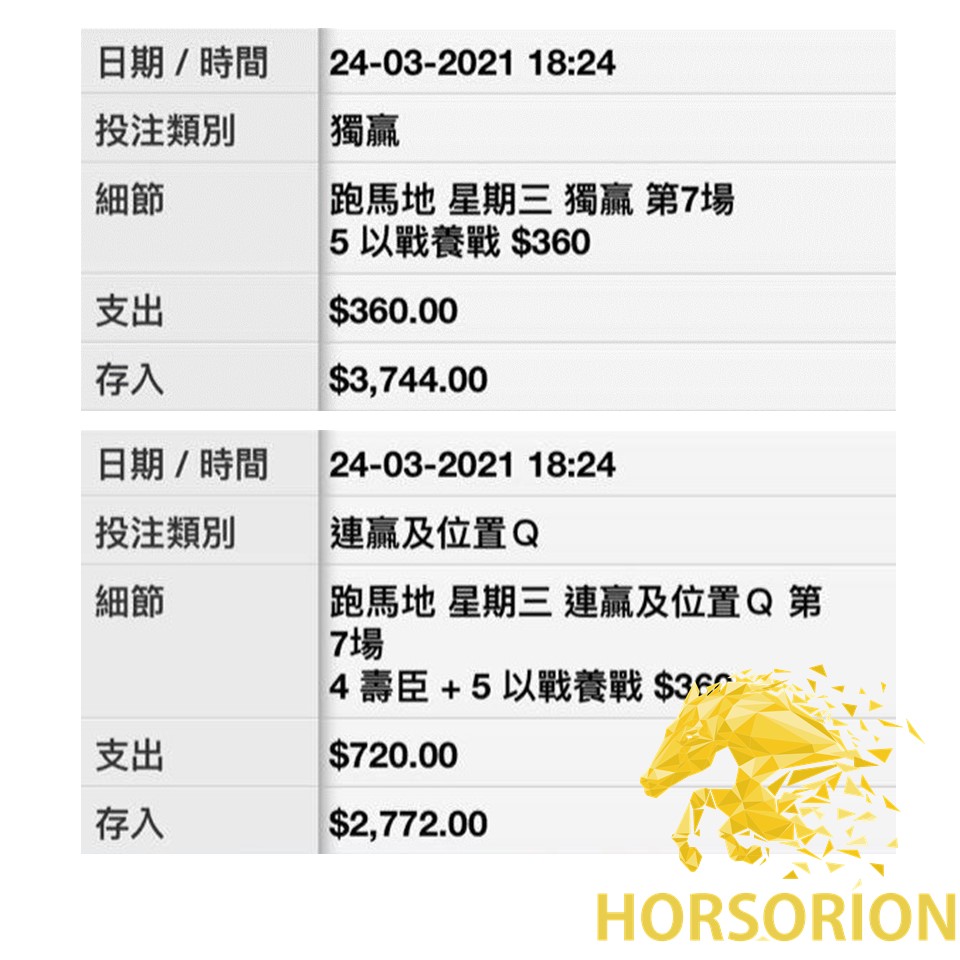 日期 / 時間 24-03-2021 18:24
投注類別 獨贏
細節 跑馬地 星期三 獨贏 第7場
5 以戰養戰 $360
支出 $360.00
存入 $3,744.00
日期 / 時間 24-03-2021 18:24
投注類別 連贏及位置Q
細節 跑馬地 星期三 連贏及位置Q 第
7場
4 壽臣 + 5 以戰養戰 $360
支出 $720.00
存入 $2,772.00
HORSORION